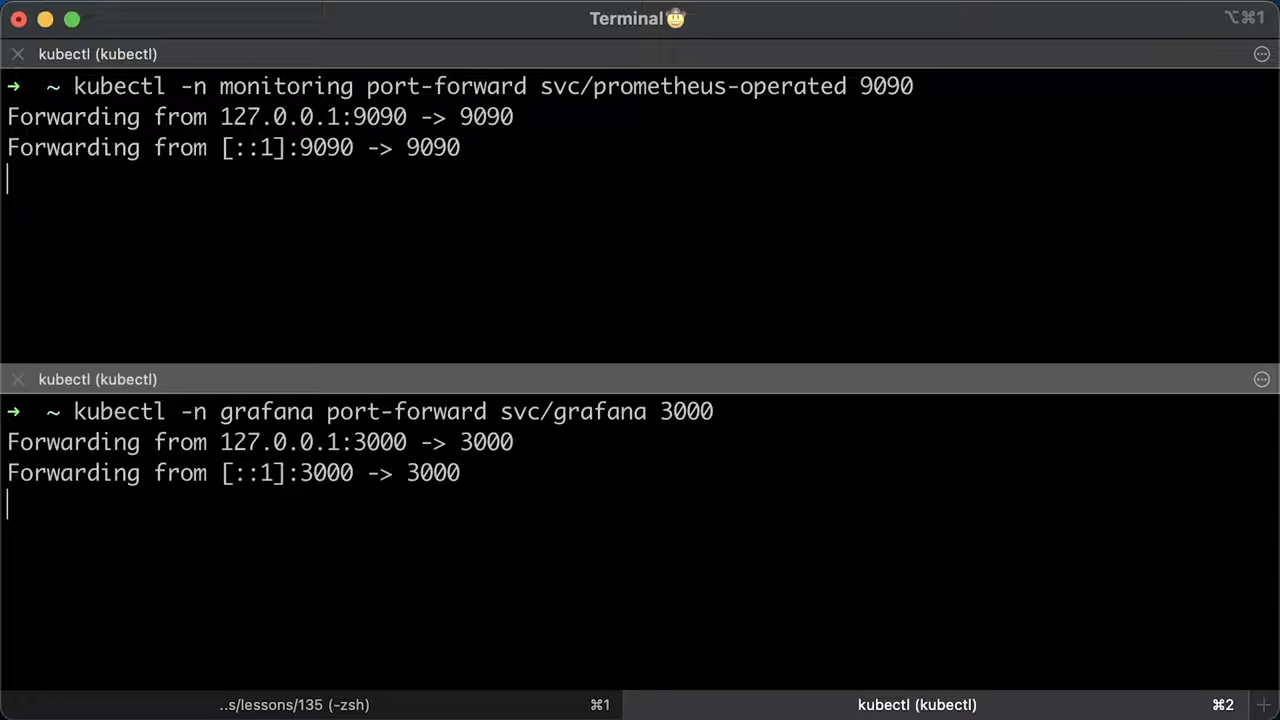 Terminal🤠
⌥⌘1
kubectl (kubectl)
➜ ~ kubectl -n monitoring port-forward svc/prometheus-operated 9090
Forwarding from 127.0.0.1:9090 -> 9090
Forwarding from [::1]:9090 -> 9090
kubectl (kubectl)
➜ ~ kubectl -n grafana port-forward svc/grafana 3000
Forwarding from 127.0.0.1:3000 -> 3000
Forwarding from [::1]:3000 -> 3000
..s/lessons/135 (-zsh) ⌘1
kubectl (kubectl) ⌘2